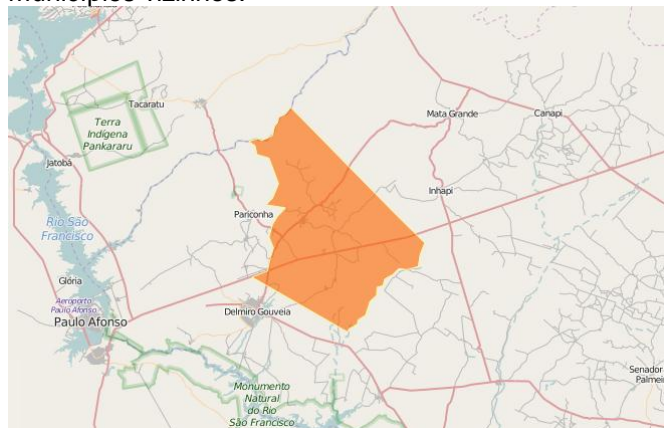 municípios vizinhos.
Tacaratu
Mata Grande
Canapi
Terra
Indígena
Pankararu
Jatobá
Inhapi
Pariconha
Rio São
Francisco
Glória
Aeroporto
Paulo Afonso
Paulo Afonso
Delmiro Gouveia
Senador
Palmei
Monumento
Natural
do Rio
São Francisco